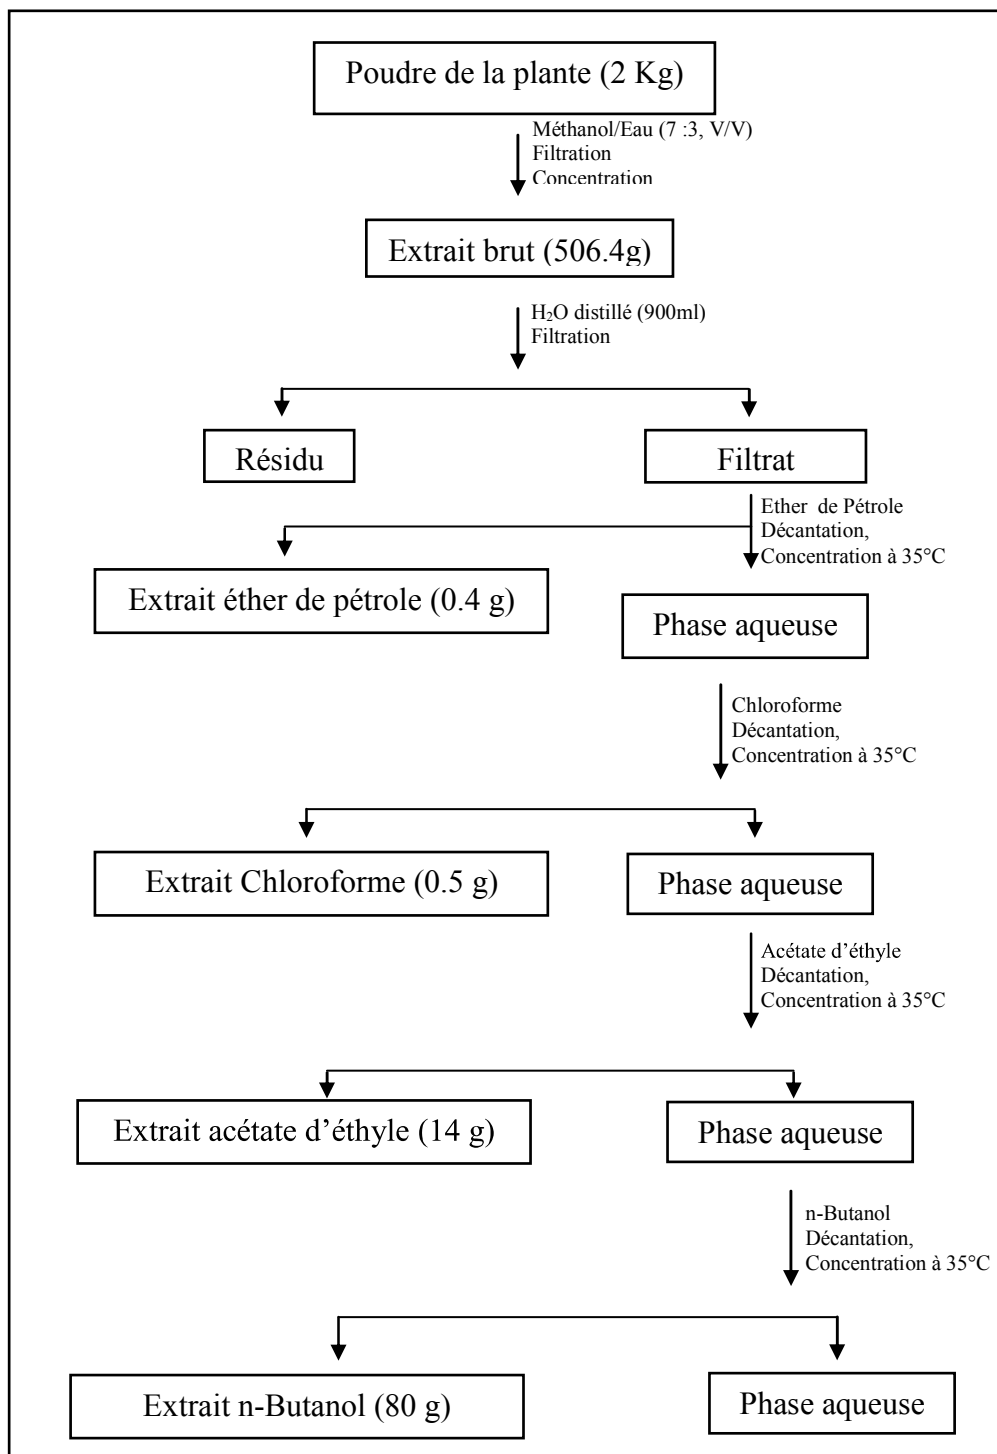 Poudre de la plante (2 Kg)
Méthanol/Eau (7 :3, V/V)
Filtration
Concentration
Extrait brut (506.4g)
H₂O distillé (900ml)
Filtration
Résidu
Filtrat
Ether  de Pétrole
Décantation,
Concentration à 35°C
Extrait éther de pétrole (0.4 g)
Phase aqueuse
Chloroforme
Décantation,
Concentration à 35°C
Extrait Chloroforme (0.5 g)
Phase aqueuse
Acétate d’éthyle
Décantation,
Concentration à 35°C
Extrait acétate d’éthyle (14 g)
Phase aqueuse
n-Butanol
Décantation,
Concentration à 35°C
Extrait n-Butanol (80 g)
Phase aqueuse